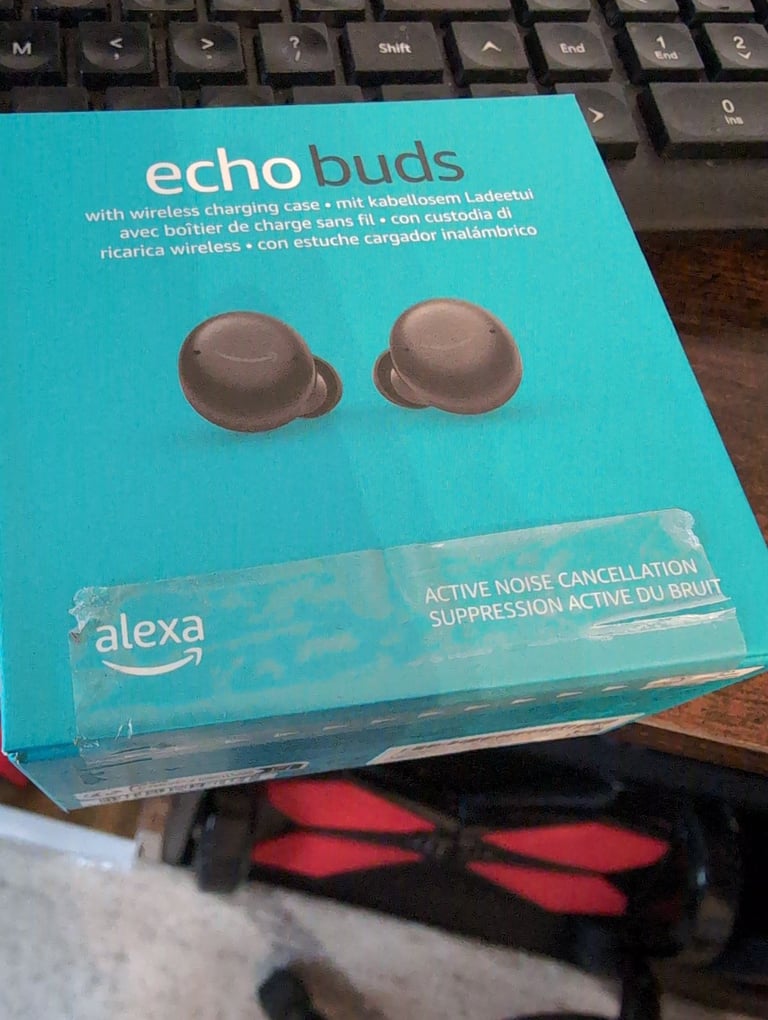 M < , > . ? / Shift End 1 End 2
> 0 Ins
echo buds
with wireless charging case • mit kabellosem Ladeetui
avec boîtier de charge sans fil • con custodia di
ricarica wireless • con estuche cargador inalámbrico
alexa
ACTIVE NOISE CANCELLATION
SUPPRESSION ACTIVE DU BRUIT